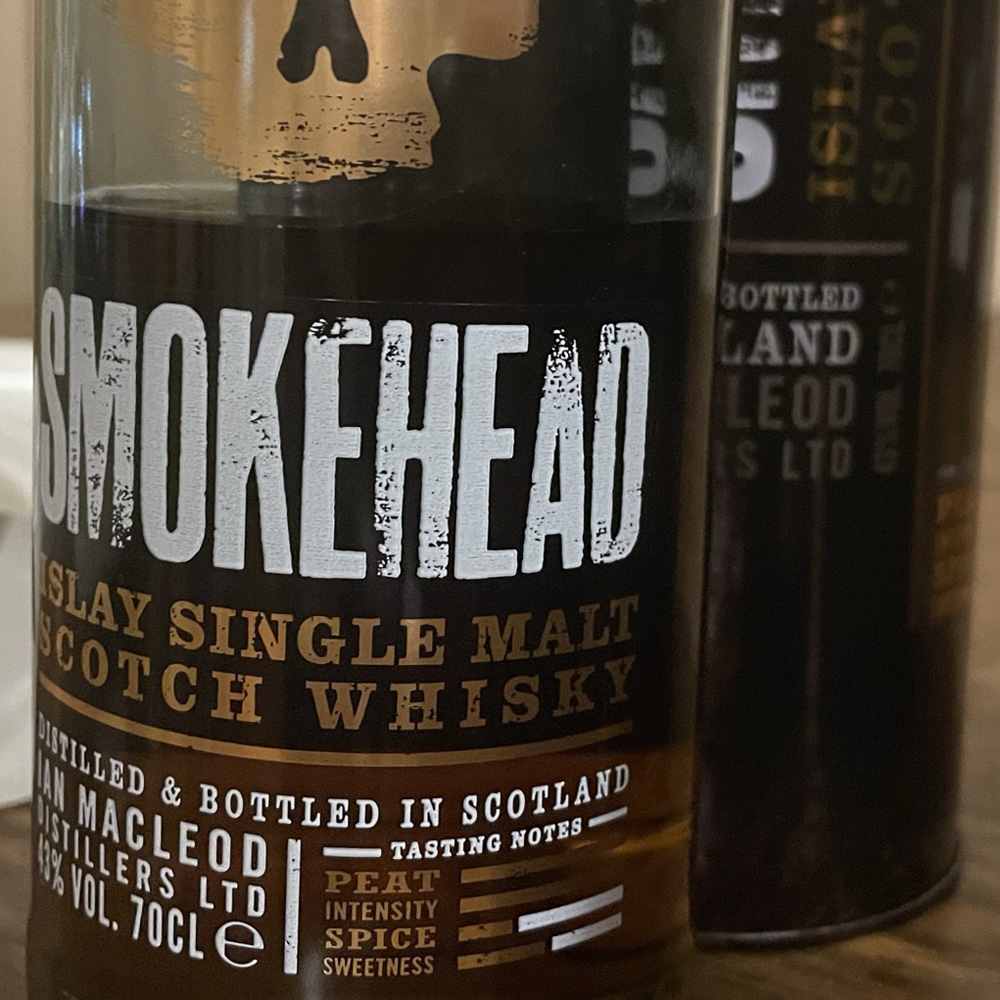 SMOKEHEAD
ISLAY SINGLE MALT
SCOTCH WHISKY
DISTILLED & BOTTLED IN SCOTLAND
IAN MACLEOD
DISTILLERS LTD
43% VOL. 70CL e
TASTING NOTES
PEAT
INTENSITY
SPICE
SWEETNESS
ISLA
SCO
BOTTLED
LAND
LEOD
RS LTD